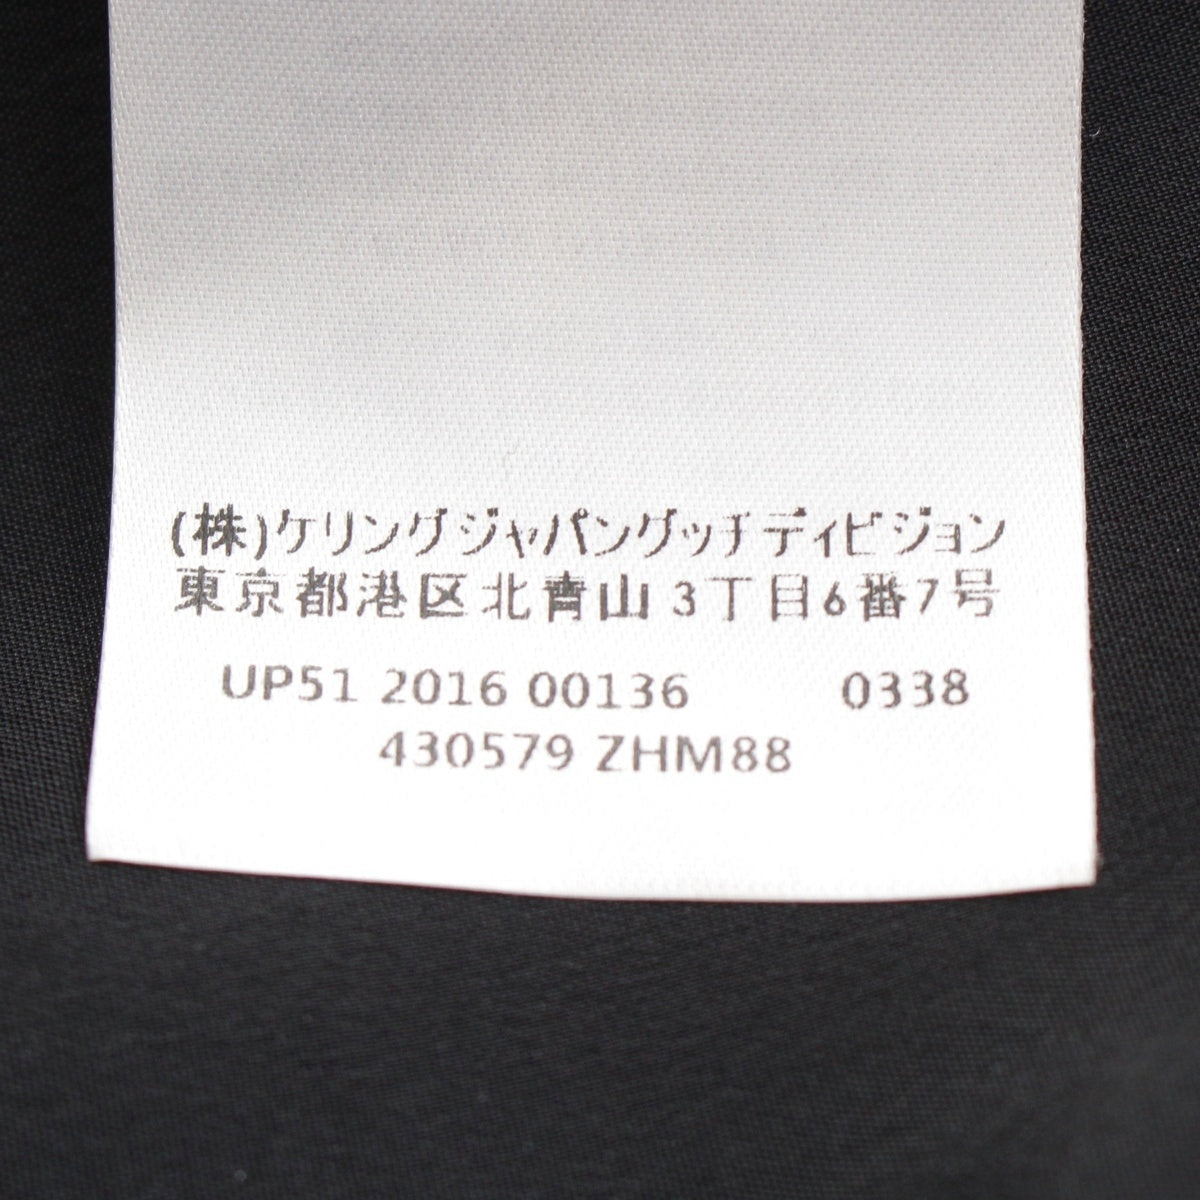 (株)ケリングジャパングッチディビジョン
東京都港区北青山3丁目6番7号
UP51 2016 00136 0338
430579 ZHM88